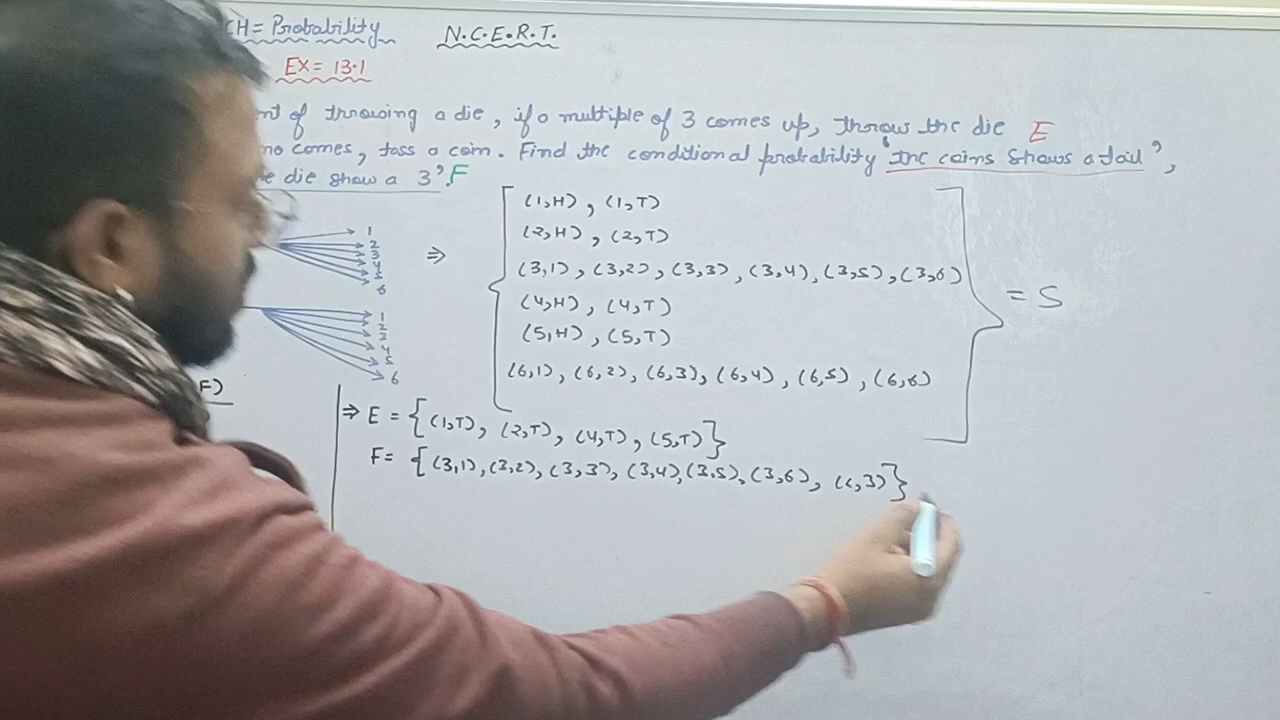 CH = Probability N.C.E.R.T.
EX = 13.1
nt of throwing a die, if a multiple of 3 comes up, throw the die E
no comes, toss a coin. Find the conditional probability 'the coins shows a tail',
e die show a 3'. F
(1,H), (1,T)
(2,H), (2,T)
(3,1), (3,2), (3,3), (3,4), (3,5), (3,6)
(4,H), (4,T)
(5,H), (5,T)
(6,1), (6,2), (6,3), (6,4), (6,5), (6,6)
= S
1
2
3
4
5
6
⇒
1
2
3
4
5
6
F)
⇒ E = {(1,T), (2,T), (4,T), (5,T)}
F = {(3,1), (3,2), (3,3), (3,4), (3,5), (3,6), (6,3)}